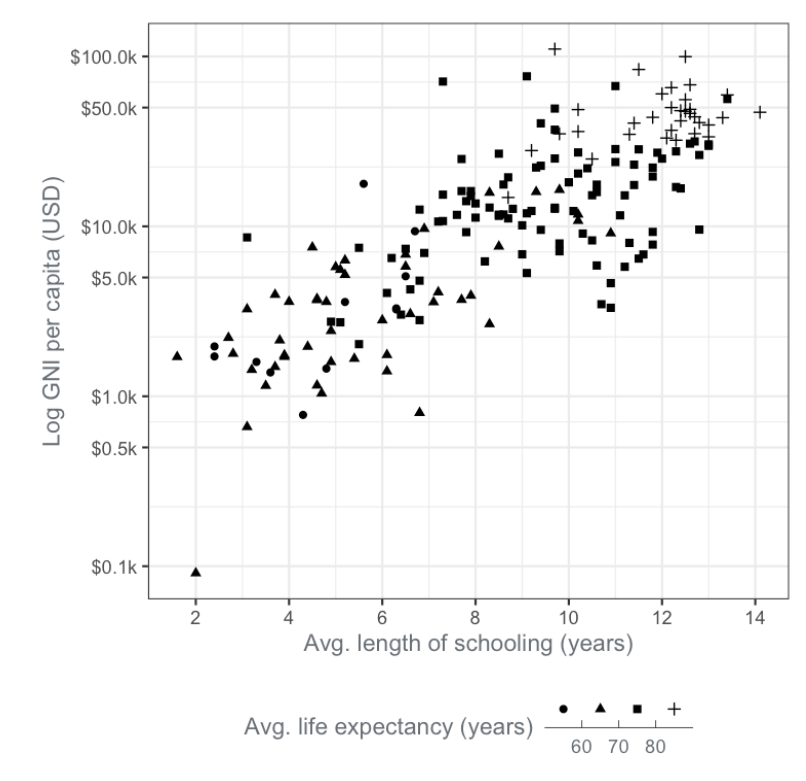 $100.0k
$50.0k
$10.0k
$5.0k
$1.0k
$0.5k
$0.1k
Log GNI per capita (USD)
2 4 6 8 10 12 14
Avg. length of schooling (years)
Avg. life expectancy (years)
60 70 80